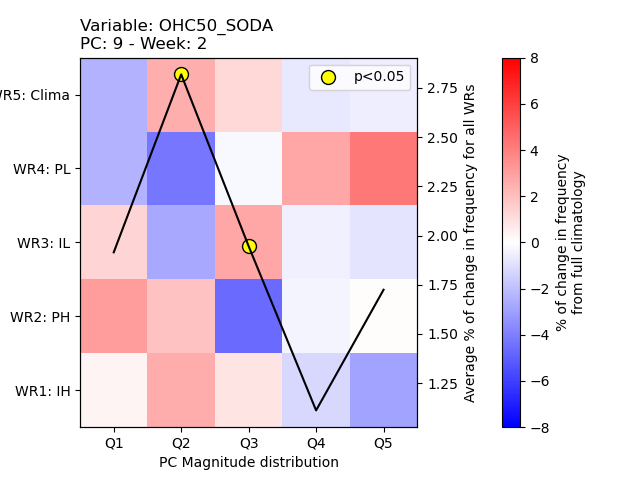 Variable: OHC50_SODA
PC: 9 - Week: 2
p<0.05
WR5: Clima
WR4: PL
WR3: IL
WR2: PH
WR1: IH
Q1 Q2 Q3 Q4 Q5
PC Magnitude distribution
2.75
2.50
2.25
2.00
1.75
1.50
1.25
Average % of change in frequency for all WRs
8
6
4
2
0
−2
−4
−6
−8
% of change in frequency
from full climatology